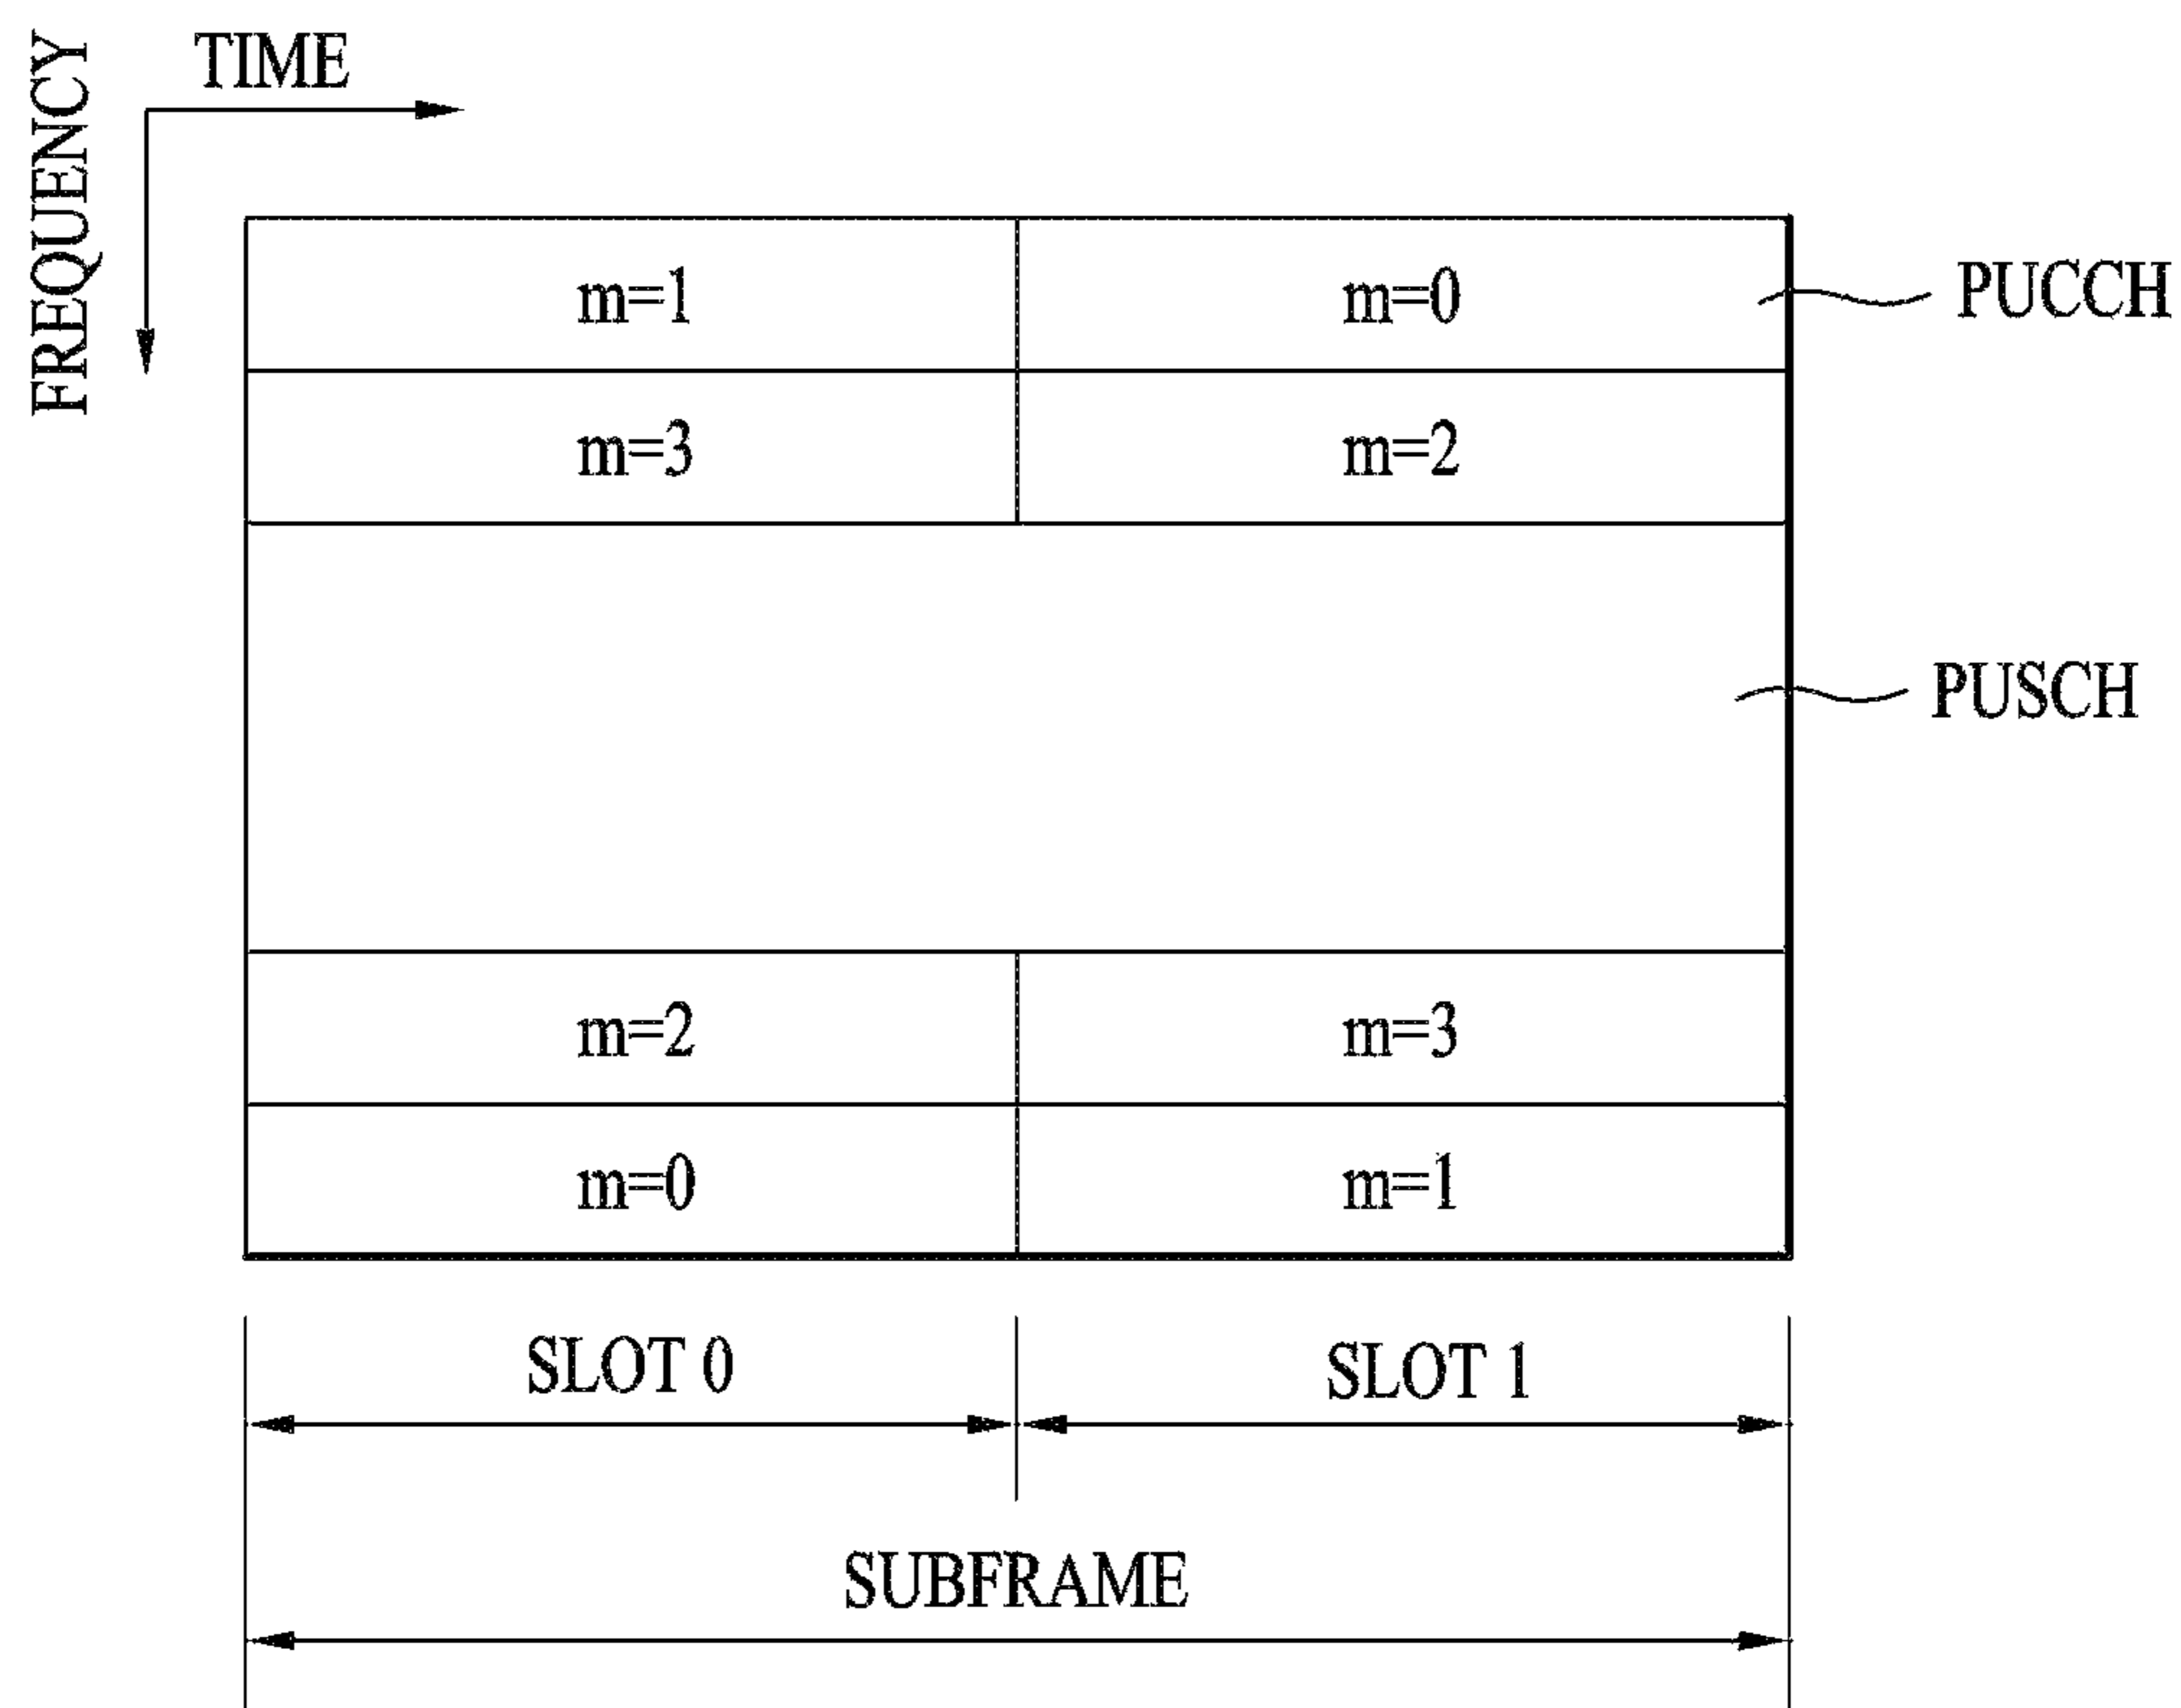 TIME
FREQUENCY
m=1 m=0 PUCCH
m=3 m=2
PUSCH
m=2 m=3
m=0 m=1
SLOT 0 SLOT 1
SUBFRAME